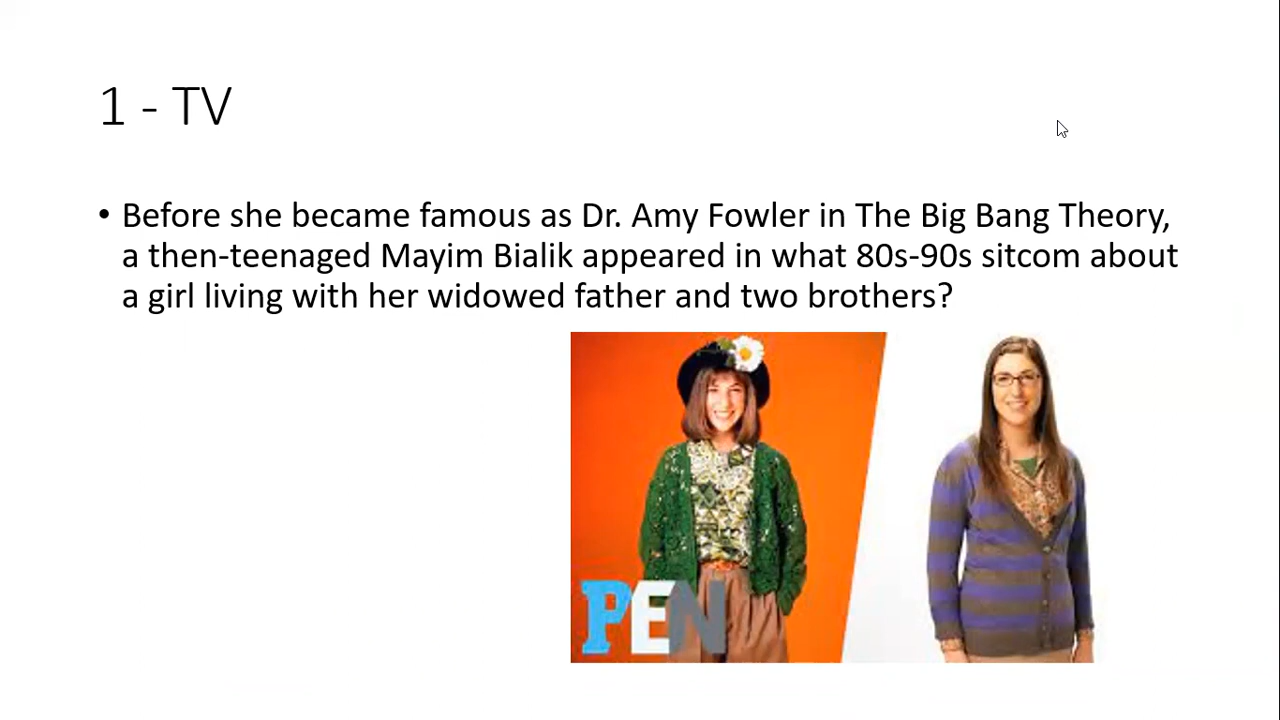 1 - TV
• Before she became famous as Dr. Amy Fowler in The Big Bang Theory,
a then-teenaged Mayim Bialik appeared in what 80s-90s sitcom about
a girl living with her widowed father and two brothers?
PEN